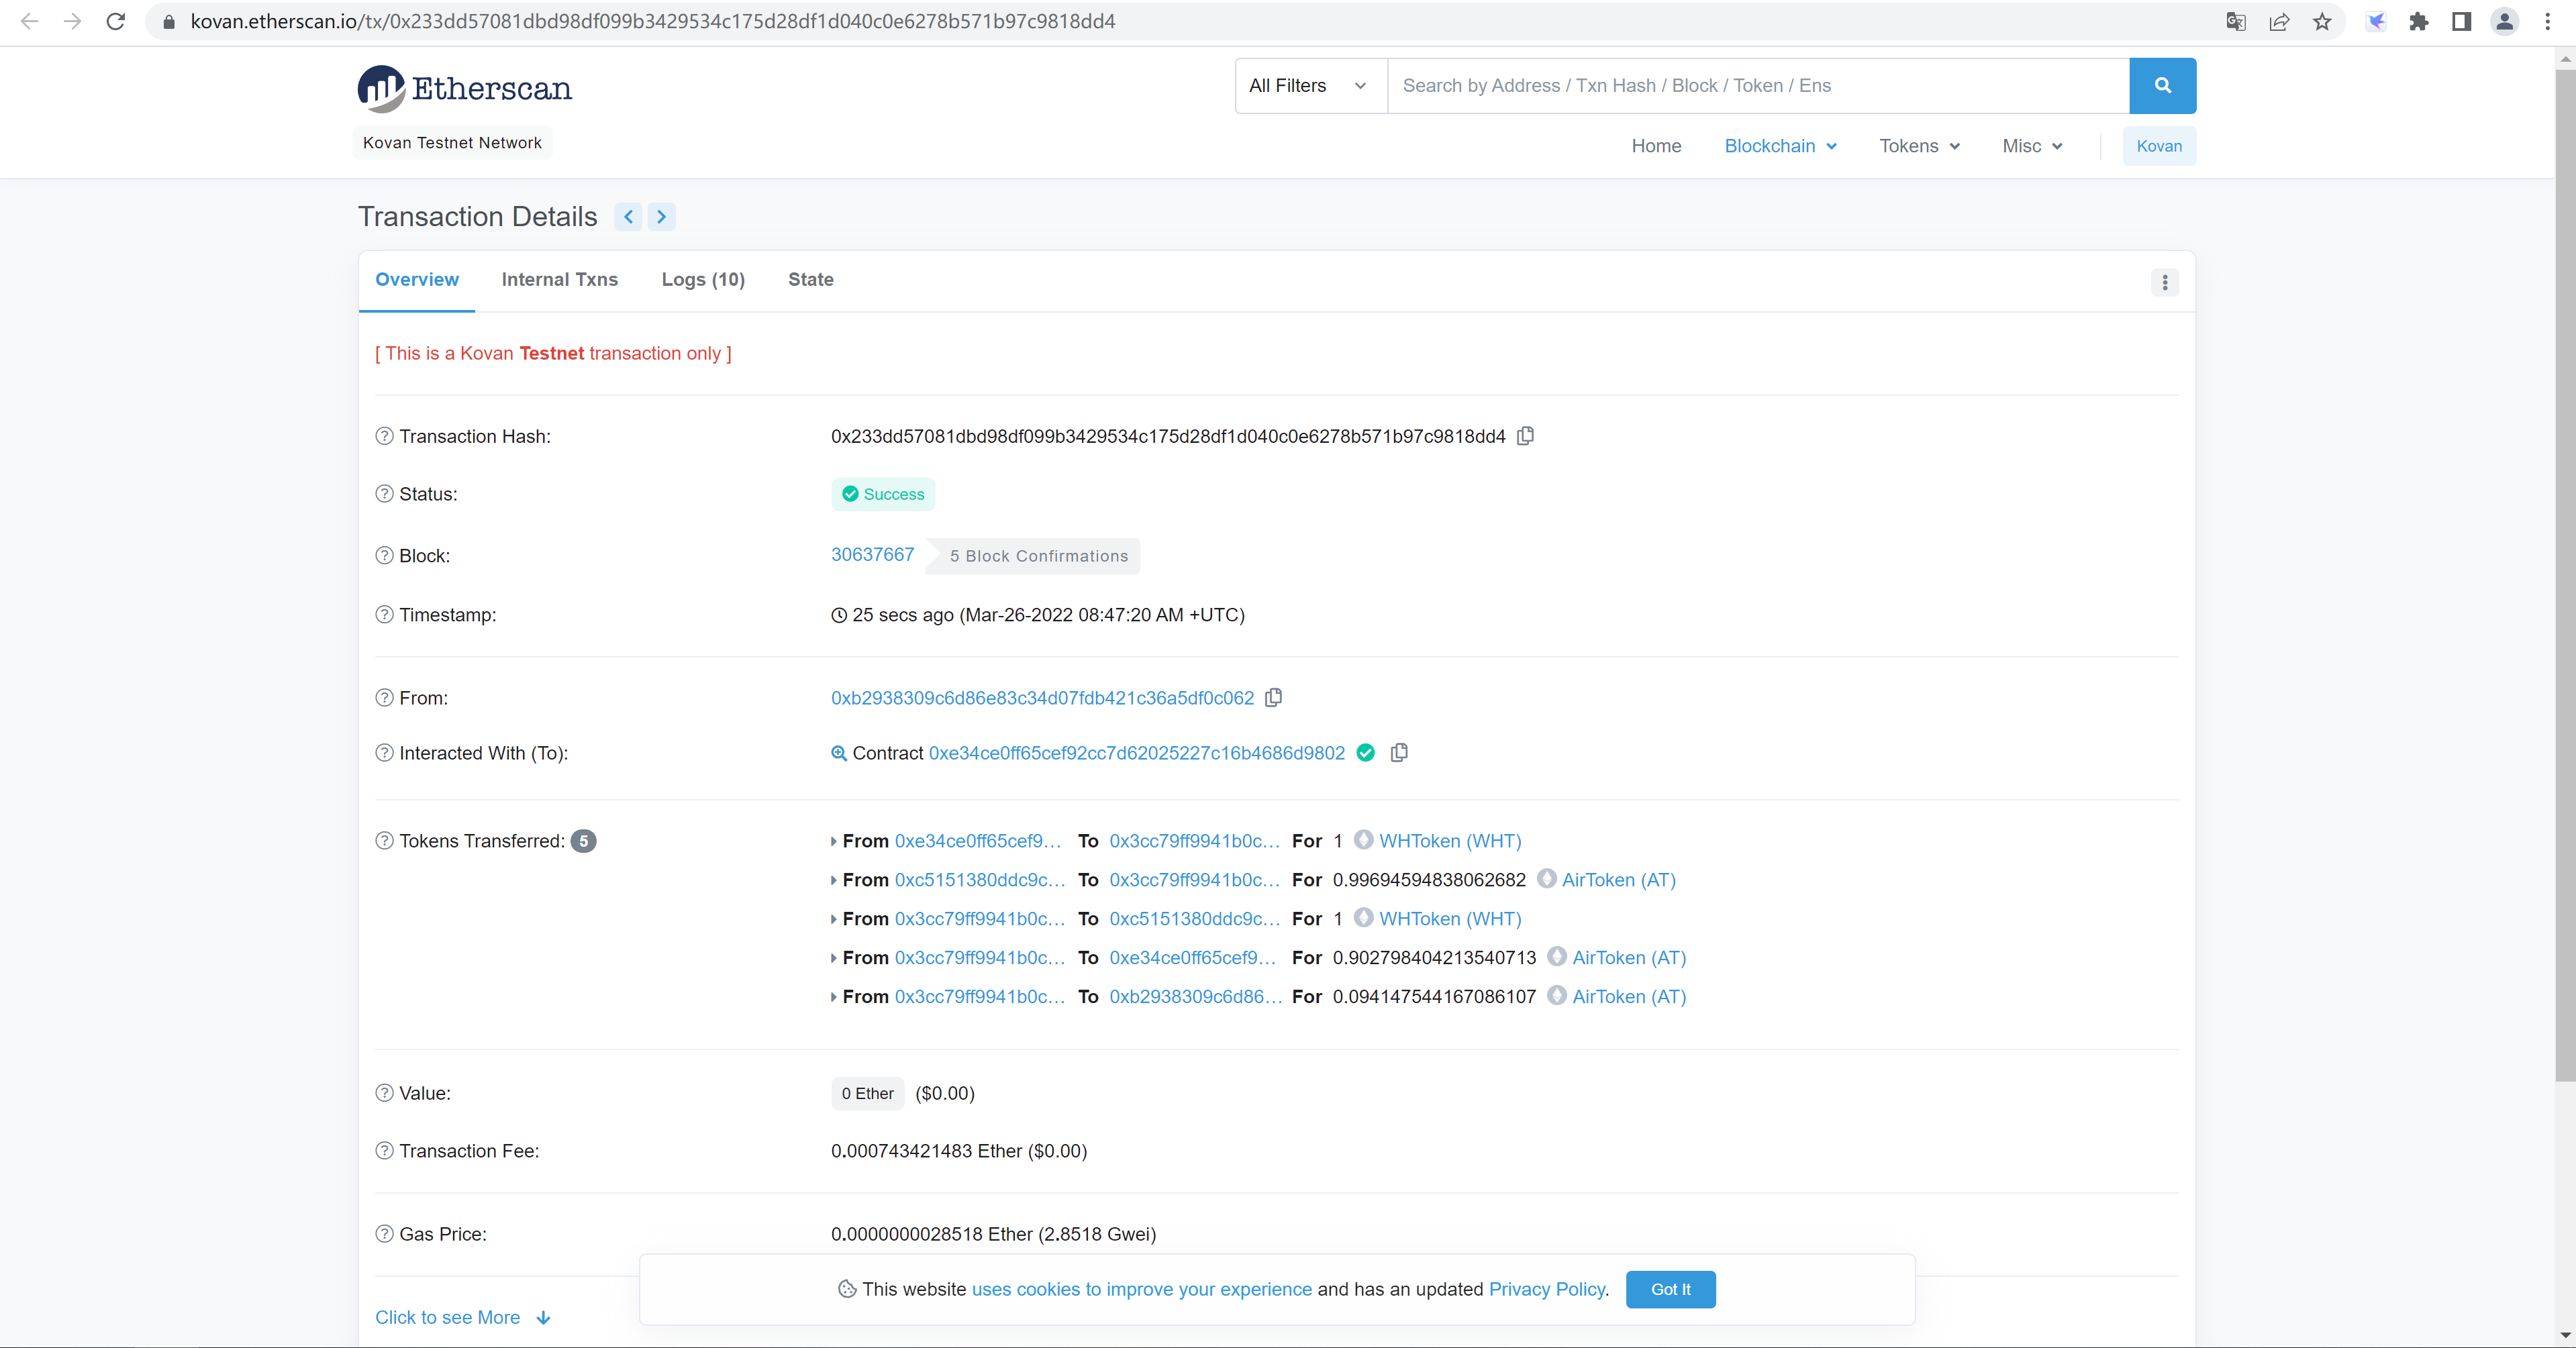 kovan.etherscan.io/tx/0x233dd57081dbd98df099b3429534c175d28df1d040c0e6278b571b97c9818dd4
Etherscan
All Filters
Search by Address / Txn Hash / Block / Token / Ens
Kovan Testnet Network
Home Blockchain Tokens Misc Kovan
Transaction Details
Overview Internal Txns Logs (10) State
[ This is a Kovan Testnet transaction only ]
Transaction Hash: 0x233dd57081dbd98df099b3429534c175d28df1d040c0e6278b571b97c9818dd4
Status: Success
Block: 30637667 5 Block Confirmations
Timestamp: 25 secs ago (Mar-26-2022 08:47:20 AM +UTC)
From: 0xb2938309c6d86e83c34d07fdb421c36a5df0c062
Interacted With (To): Contract 0xe34ce0ff65cef92cc7d62025227c16b4686d9802
Tokens Transferred: 5 From 0xe34ce0ff65cef9... To 0x3cc79ff9941b0c... For 1 WHToken (WHT)
From 0xc5151380ddc9c... To 0x3cc79ff9941b0c... For 0.99694594838062682 AirToken (AT)
From 0x3cc79ff9941b0c... To 0xc5151380ddc9c... For 1 WHToken (WHT)
From 0x3cc79ff9941b0c... To 0xe34ce0ff65cef9... For 0.902798404213540713 AirToken (AT)
From 0x3cc79ff9941b0c... To 0xb2938309c6d86... For 0.094147544167086107 AirToken (AT)
Value: 0 Ether ($0.00)
Transaction Fee: 0.000743421483 Ether ($0.00)
Gas Price: 0.0000000028518 Ether (2.8518 Gwei)
This website uses cookies to improve your experience and has an updated Privacy Policy. Got It
Click to see More